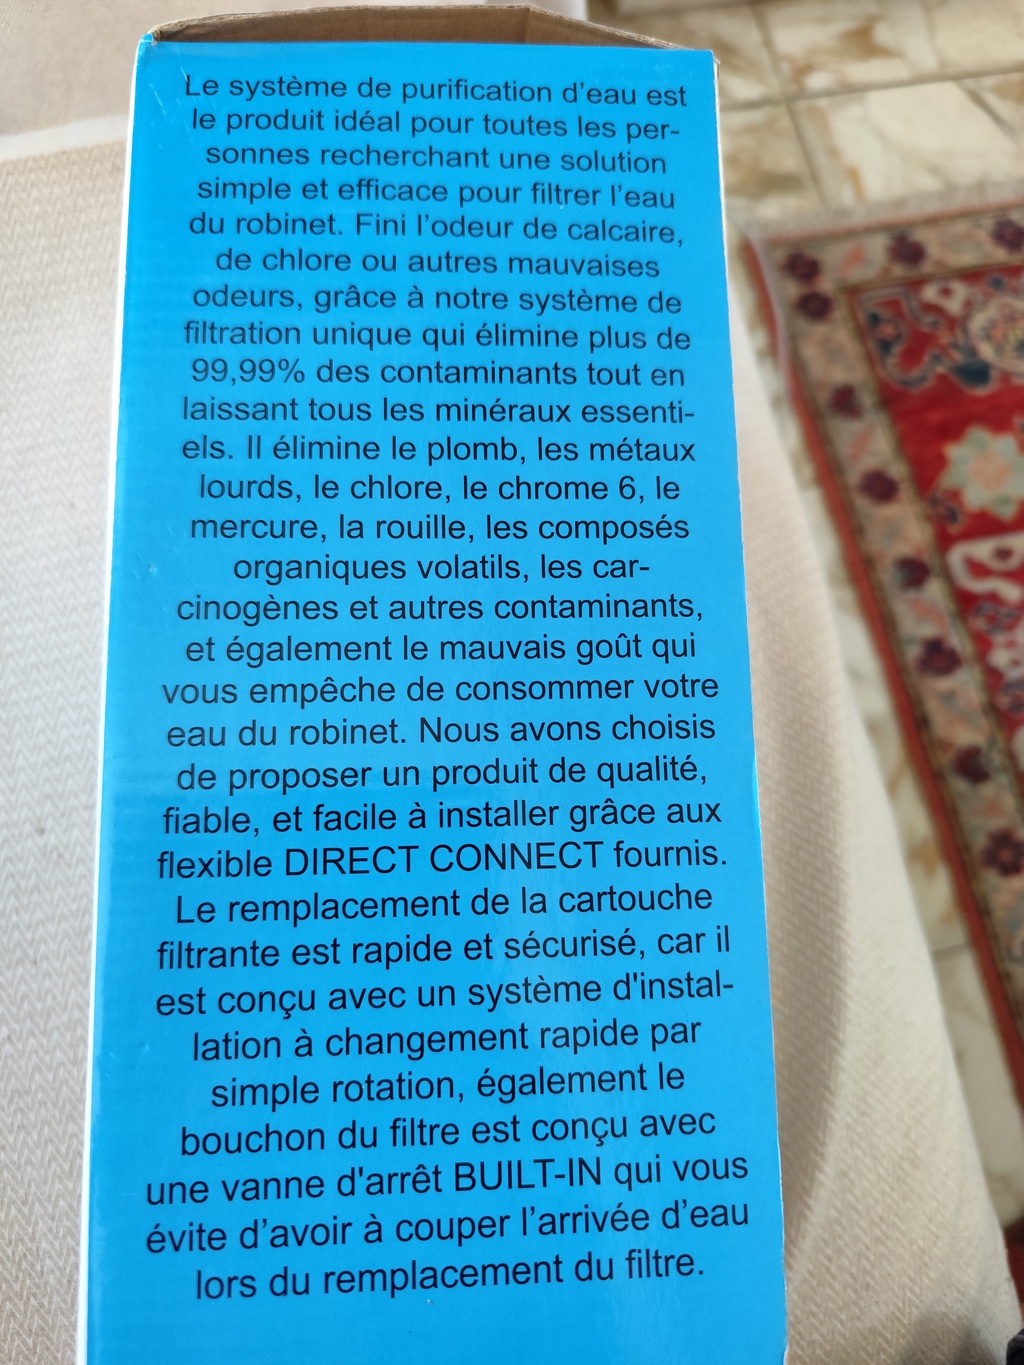 Le système de purification d'eau est
le produit idéal pour toutes les per-
sonnes recherchant une solution
simple et efficace pour filtrer l'eau
du robinet. Fini l'odeur de calcaire,
de chlore ou autres mauvaises
odeurs, grâce à notre système de
filtration unique qui élimine plus de
99,99% des contaminants tout en
laissant tous les minéraux essenti-
els. Il élimine le plomb, les métaux
lourds, le chlore, le chrome 6, le
mercure, la rouille, les composés
organiques volatils, les car-
cinogènes et autres contaminants,
et également le mauvais goût qui
vous empêche de consommer votre
eau du robinet. Nous avons choisis
de proposer un produit de qualité,
fiable, et facile à installer grâce aux
flexible DIRECT CONNECT fournis.
Le remplacement de la cartouche
filtrante est rapide et sécurisé, car il
est conçu avec un système d'instal-
lation à changement rapide par
simple rotation, également le
bouchon du filtre est conçu avec
une vanne d'arrêt BUILT-IN qui vous
évite d'avoir à couper l'arrivée d'eau
lors du remplacement du filtre.